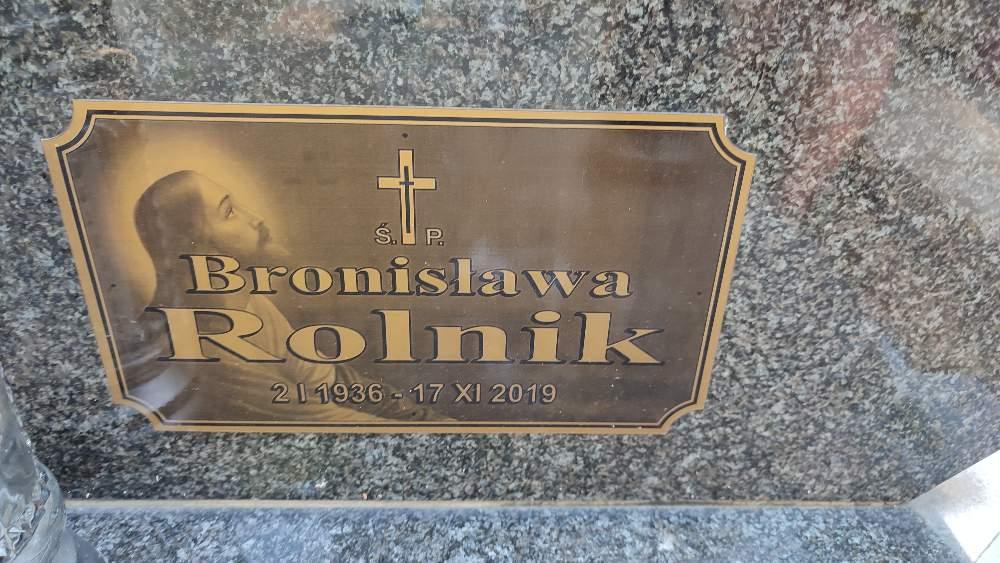 Ś. P.
Bronisława
Rolnik
2 I 1936 - 17 XI 2019